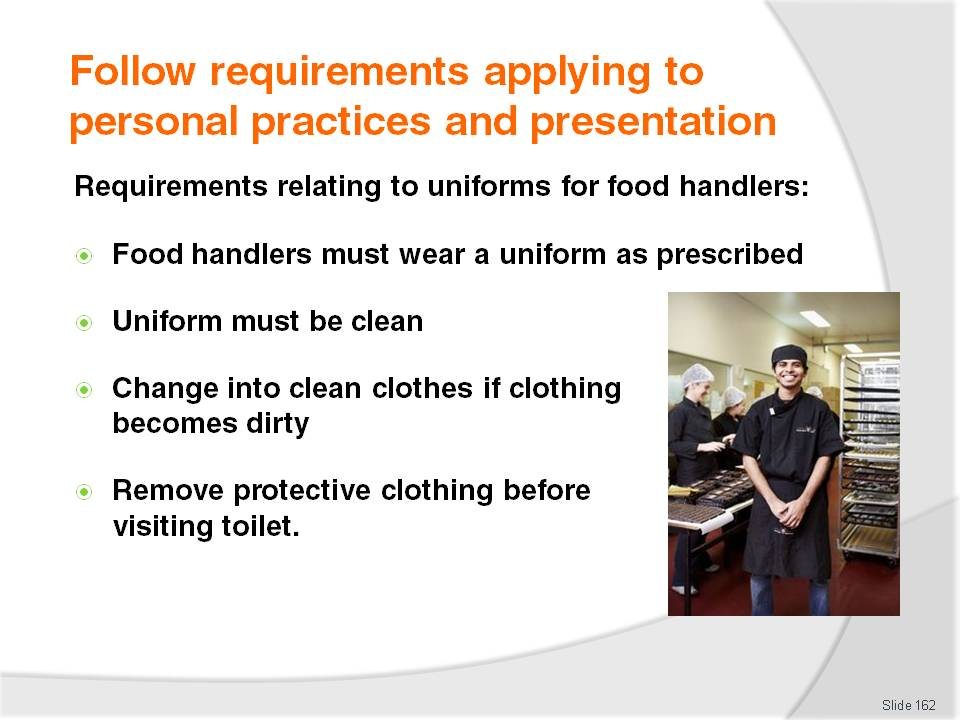 Follow requirements applying to
personal practices and presentation
Requirements relating to uniforms for food handlers:
Food handlers must wear a uniform as prescribed
Uniform must be clean
Change into clean clothes if clothing
becomes dirty
Remove protective clothing before
visiting toilet.
Slide 162